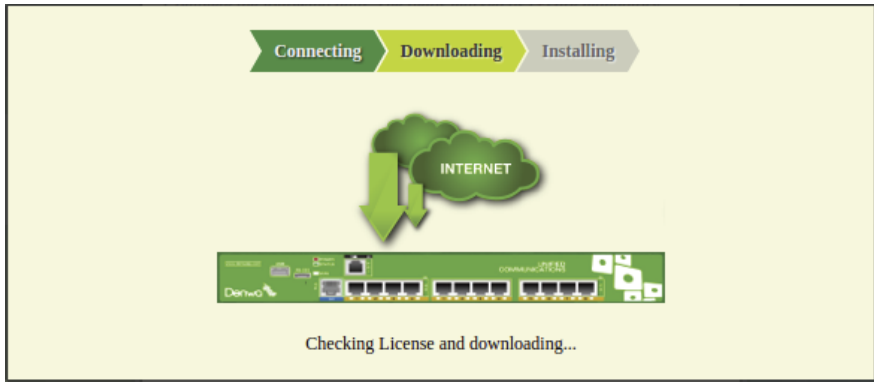 Connecting Downloading Installing
INTERNET
UNIFIED
COMMUNICATIONS
Denwa
Checking License and downloading...